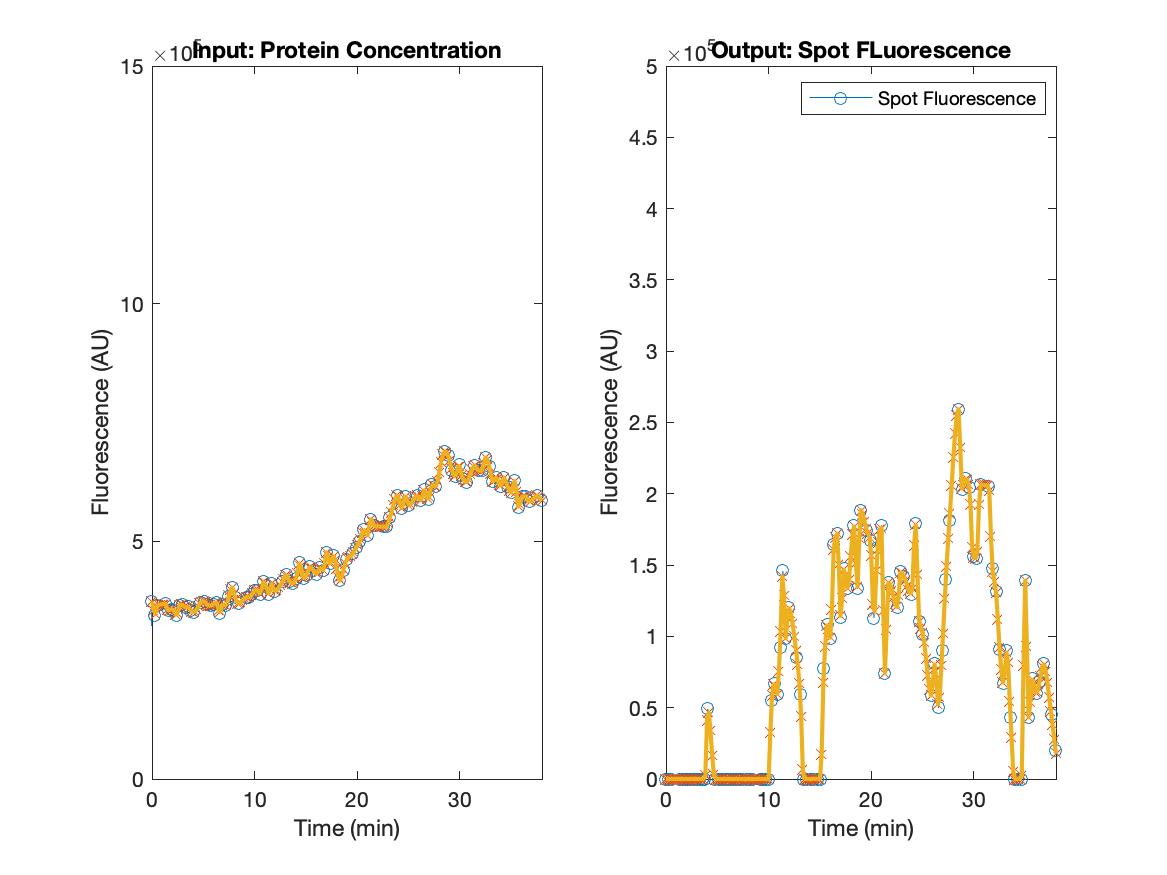 ×10⁵ Input: Protein Concentration
15
10
5
0
0 10 20 30
Time (min)
Fluorescence (AU)
×10⁵ Output: Spot FLuorescence
Spot Fluorescence
5
4.5
4
3.5
3
2.5
2
1.5
1
0.5
0
0 10 20 30
Time (min)
Fluorescence (AU)